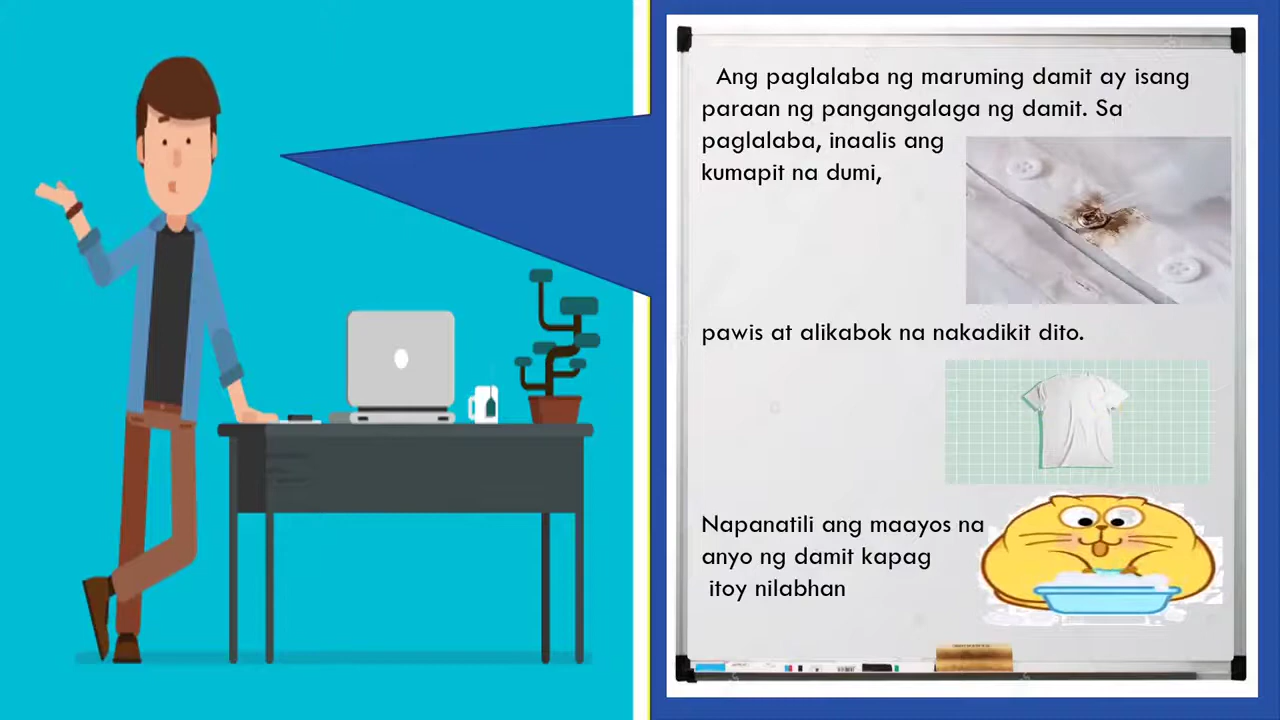 Ang paglalaba ng maruming damit ay isang
paraan ng pangangalaga ng damit. Sa
paglalaba, inaalis ang
kumapit na dumi,
pawis at alikabok na nakadikit dito.
Napanatili ang maayos na
anyo ng damit kapag
itoy nilabhan